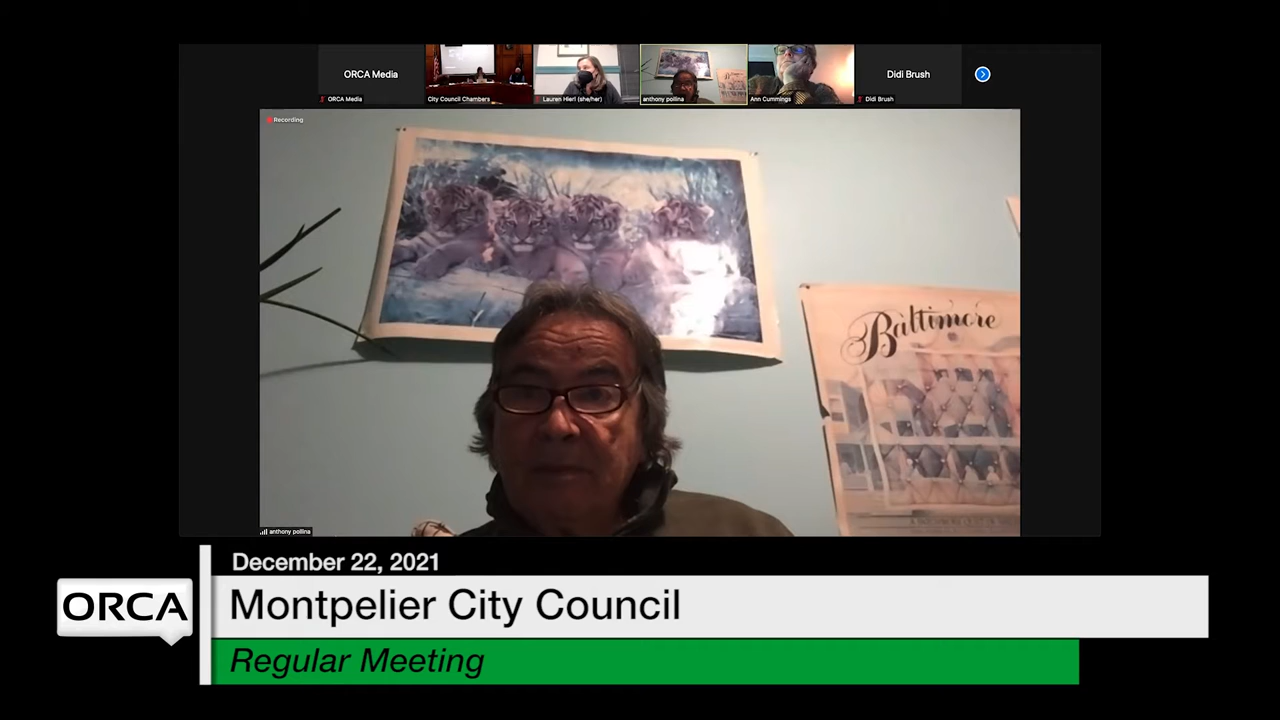 ORCA Media
Didi Brush
ORCA Media
City Council Chambers
Lauren Hierl (she/her)
anthony pollina
Ann Cummings
Didi Brush
Recording
Baltimore
anthony pollina
December 22, 2021
ORCA
Montpelier City Council
Regular Meeting